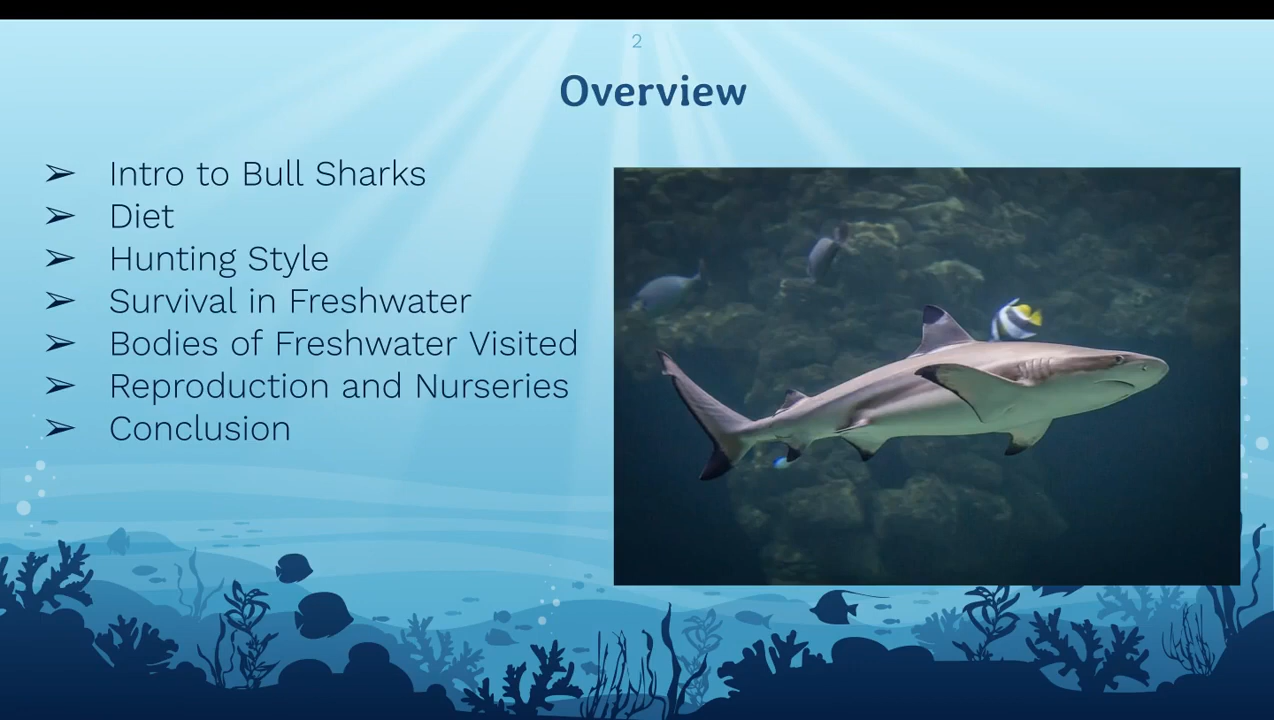 2
Overview
➢ Intro to Bull Sharks
➢ Diet
➢ Hunting Style
➢ Survival in Freshwater
➢ Bodies of Freshwater Visited
➢ Reproduction and Nurseries
➢ Conclusion